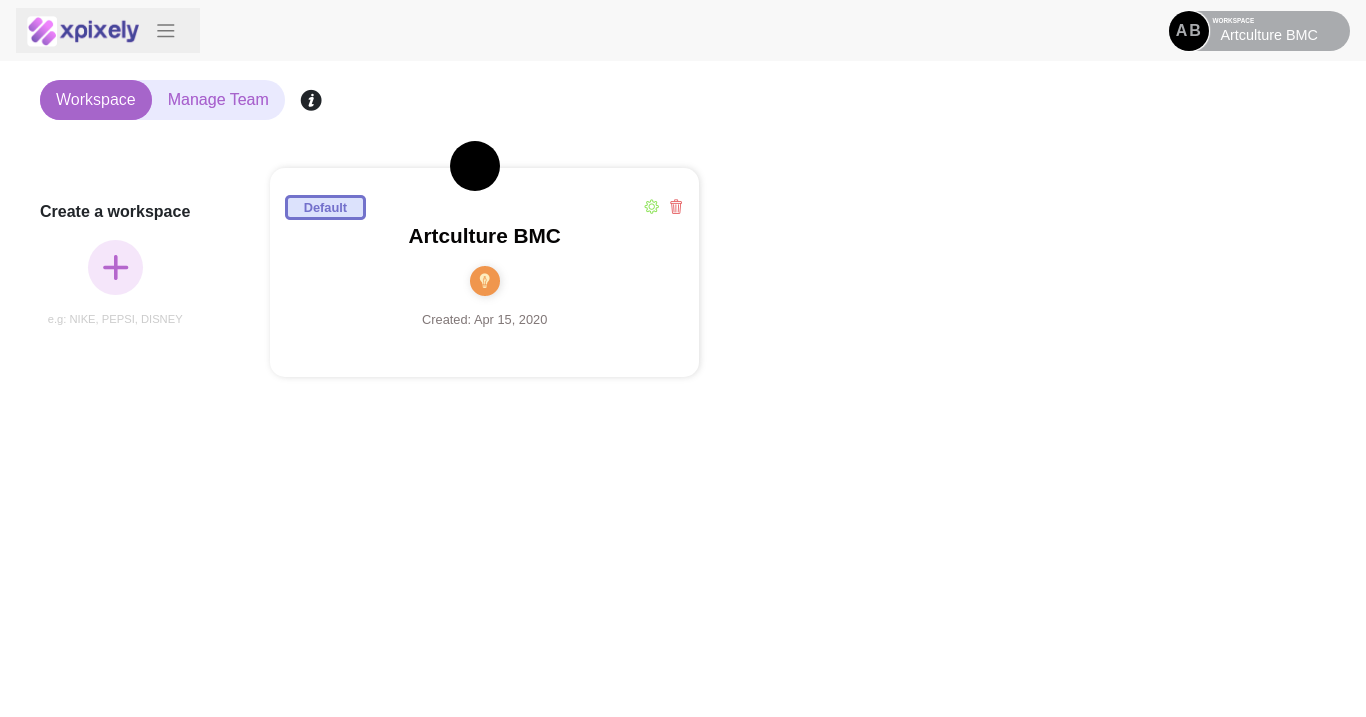 xpixely
AB
WORKSPACE
Artculture BMC
Workspace
Manage Team
Create a workspace
e.g: NIKE, PEPSI, DISNEY
Default
Artculture BMC
Created: Apr 15, 2020